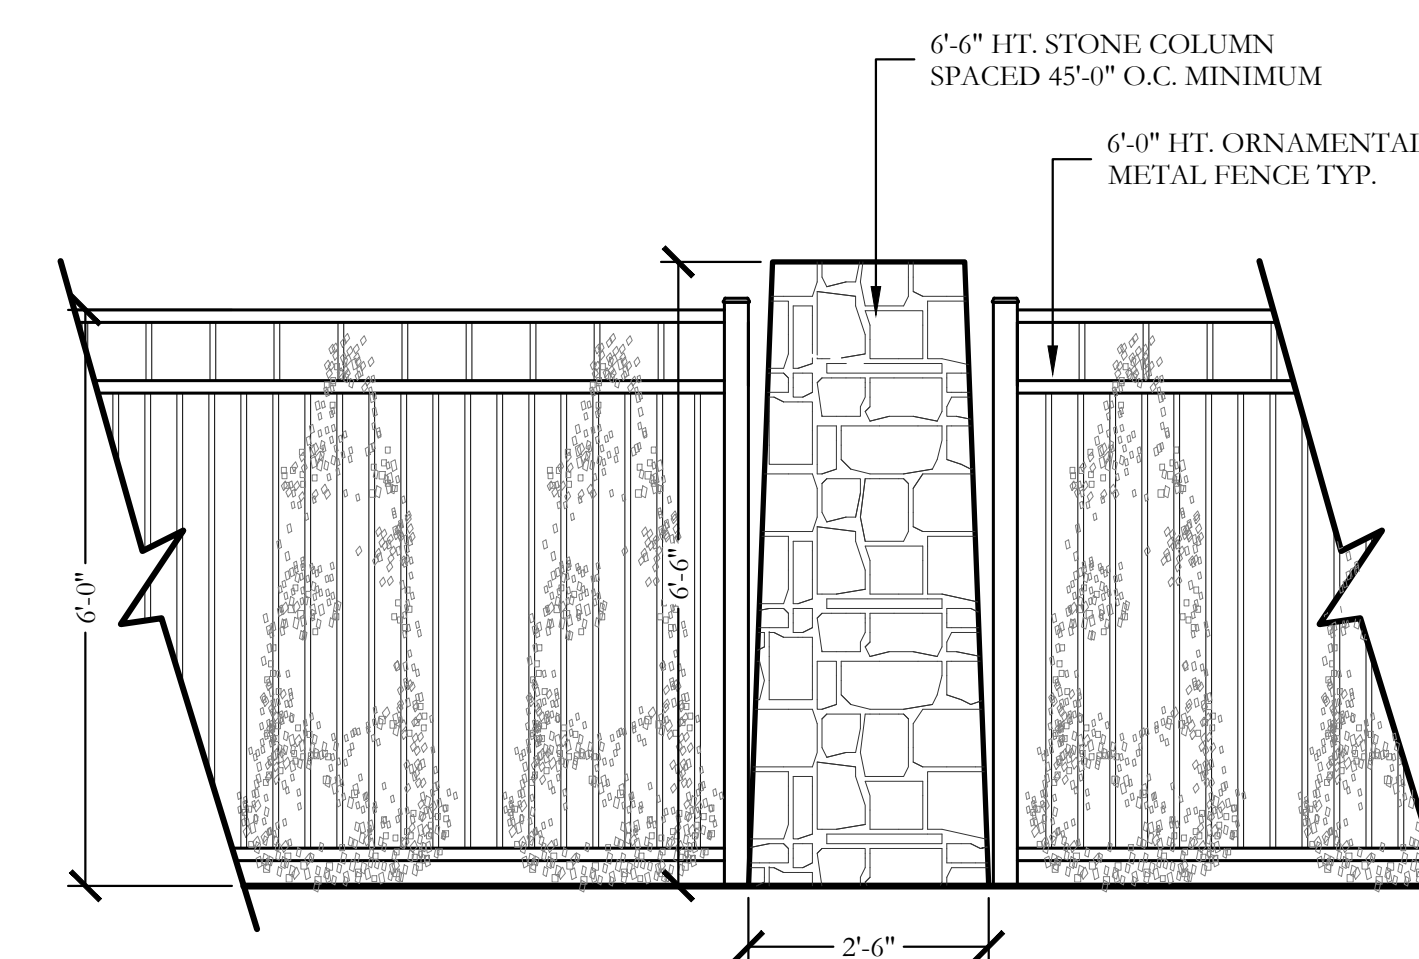 6'-6" HT. STONE COLUMN
SPACED 45'-0" O.C. MINIMUM
6'-0" HT. ORNAMENTAL
METAL FENCE TYP.
6'-0"
6'-6"
2'-6"